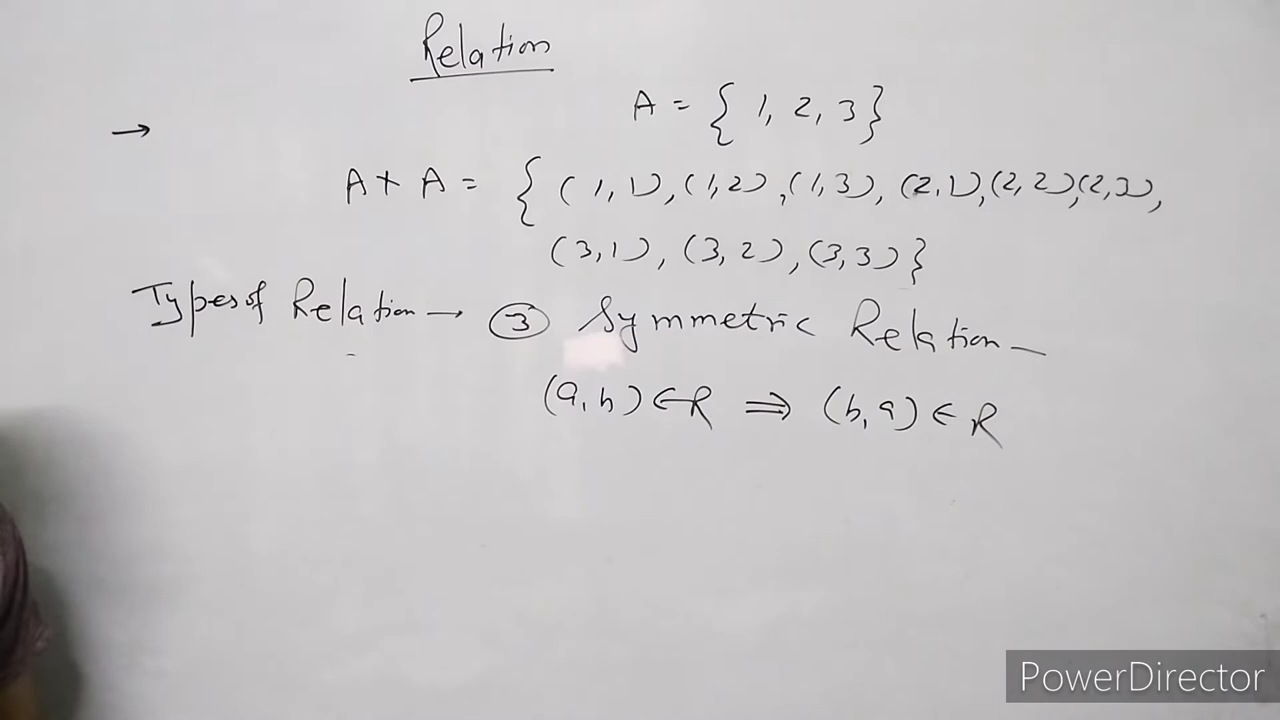 Relation
A = { 1, 2, 3 }
→
A × A = { (1, 1), (1, 2), (1, 3), (2, 1), (2, 2) (2, 3),
(3, 1), (3, 2), (3, 3) }
Types of Relation → ③ Symmetric Relation —
(a, b) ∈ R ⇒ (b, a) ∈ R
PowerDirector